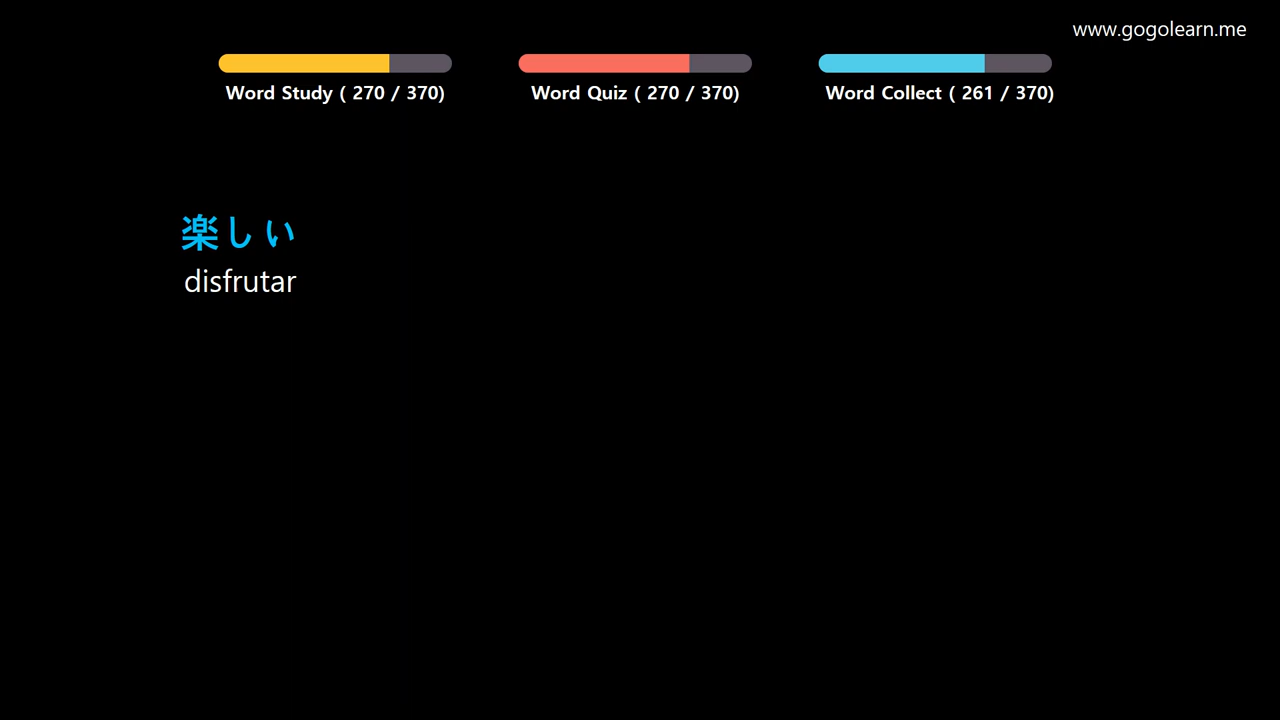 www.gogolearn.me
Word Study ( 270 / 370)
Word Quiz ( 270 / 370)
Word Collect ( 261 / 370)
楽しい
disfrutar